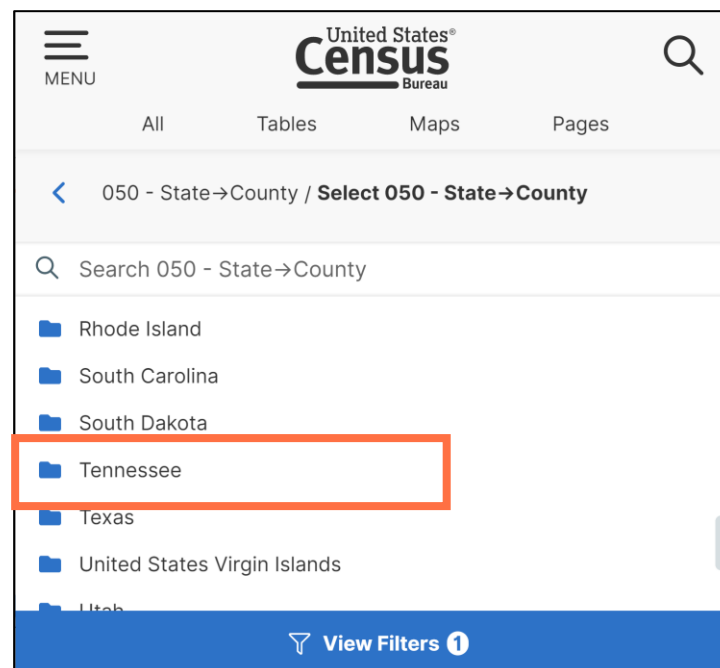 MENU
United States®
Census
Bureau
All Tables Maps Pages
050 - State→County / Select 050 - State→County
Search 050 - State→County
Rhode Island
South Carolina
South Dakota
Tennessee
Texas
United States Virgin Islands
Utah
View Filters 1